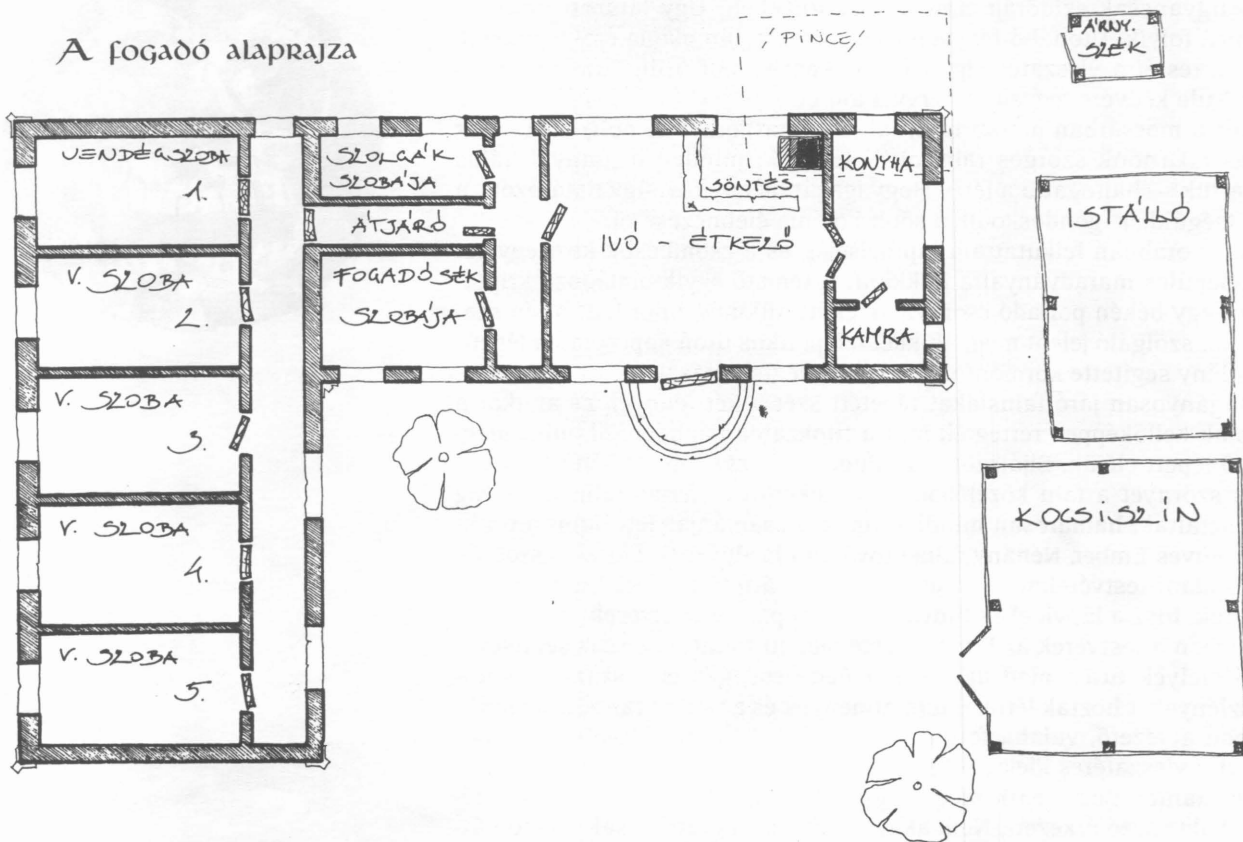 A fogadó alaprajza
PINCE
ÁRNY.
SZÉK
VENDÉGSZOBA
1.
SZOLGÁK
SZOBÁJA
ÁTJÁRÓ
FOGADÓSÉK
SZOBÁJA
SÖNTÉS
IVÓ - ÉTKEZŐ
KONYHA
KAMRA
ISTÁLLÓ
V. SZOBA
2.
V. SZOBA
3.
V. SZOBA
4.
V. SZOBA
5.
KOCSISZIN